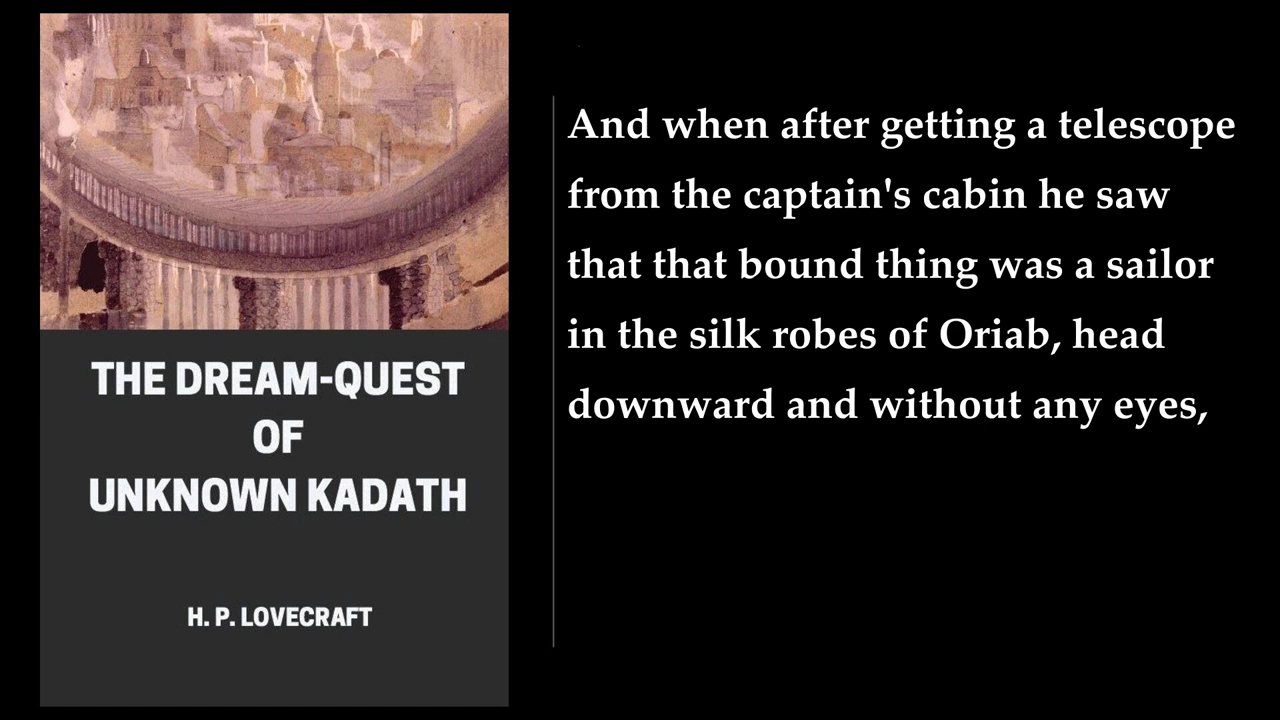 THE DREAM-QUEST
OF
UNKNOWN KADATH
H. P. LOVECRAFT
And when after getting a telescope
from the captain's cabin he saw
that that bound thing was a sailor
in the silk robes of Oriab, head
downward and without any eyes,